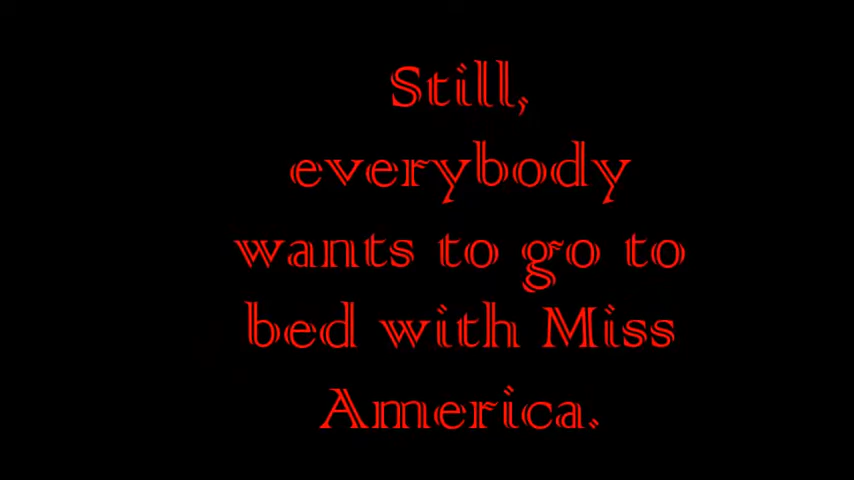 Still,
everybody
wants to go to
bed with Miss
America.